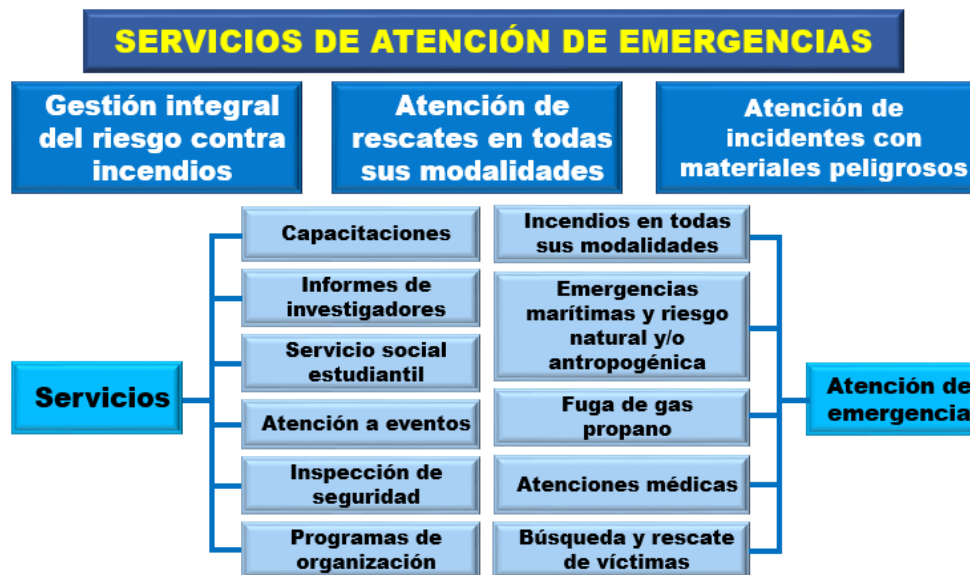 SERVICIOS DE ATENCIÓN DE EMERGENCIAS
Gestión integral
del riesgo contra
incendios
Atención de
rescates en todas
sus modalidades
Atención de
incidentes con
materiales peligrosos
Servicios
Capacitaciones
Informes de
investigadores
Servicio social
estudiantil
Atención a eventos
Inspección de
seguridad
Programas de
organización
Incendios en todas
sus modalidades
Emergencias
marítimas y riesgo
natural y/o
antropogénica
Fuga de gas
propano
Atenciones médicas
Búsqueda y rescate
de víctimas
Atención de
emergencia